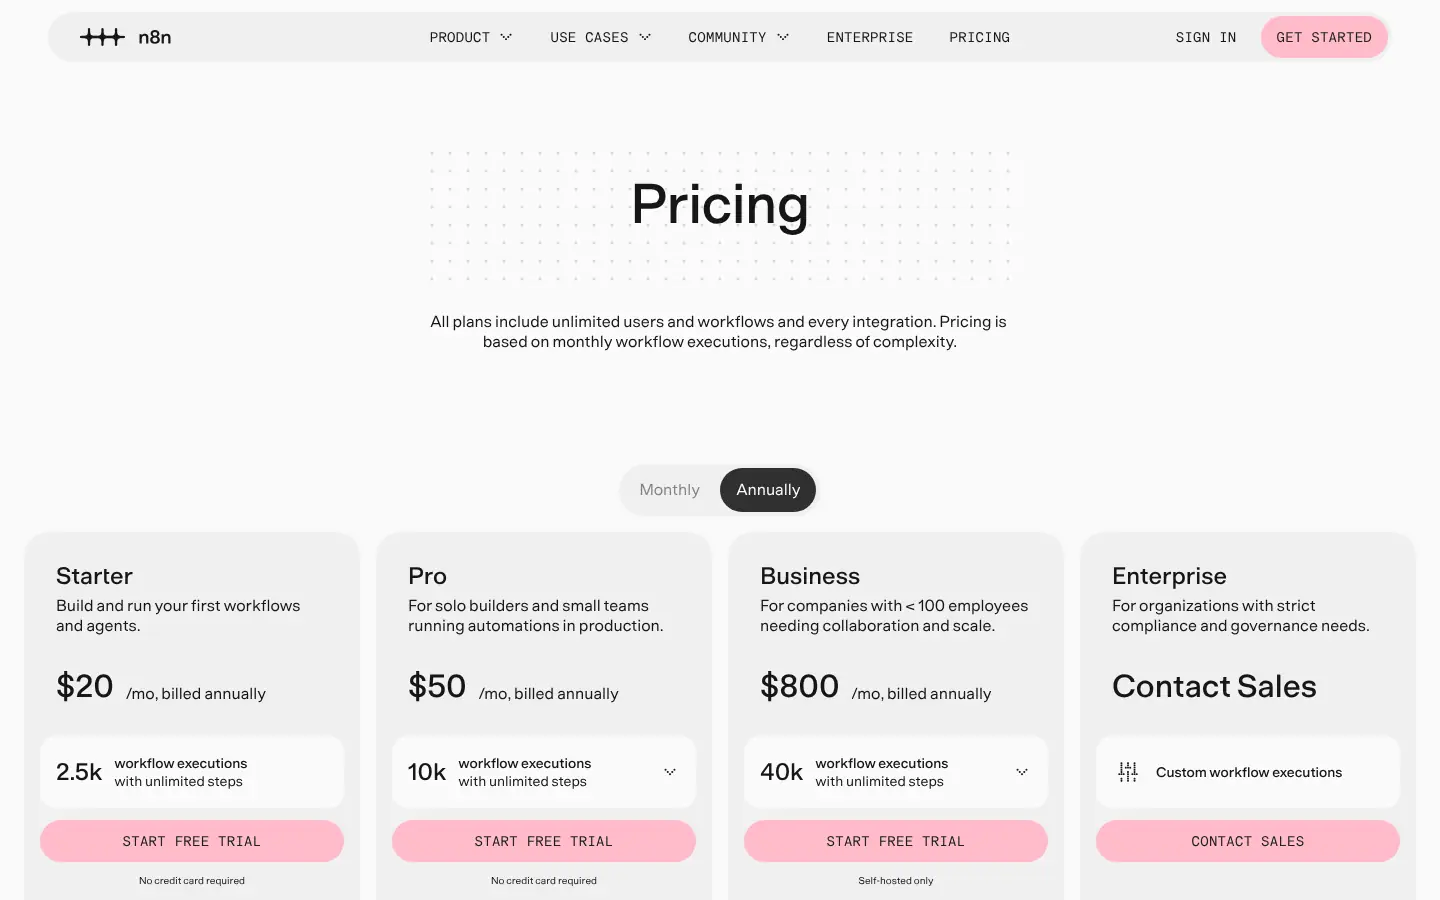 n8n
PRODUCT
USE CASES
COMMUNITY
ENTERPRISE
PRICING
SIGN IN
GET STARTED
Pricing
All plans include unlimited users and workflows and every integration. Pricing is
based on monthly workflow executions, regardless of complexity.
Monthly
Annually
Starter
Build and run your first workflows
and agents.
$20 /mo, billed annually
2.5k workflow executions
with unlimited steps
START FREE TRIAL
No credit card required
Pro
For solo builders and small teams
running automations in production.
$50 /mo, billed annually
10k workflow executions
with unlimited steps
START FREE TRIAL
No credit card required
Business
For companies with < 100 employees
needing collaboration and scale.
$800 /mo, billed annually
40k workflow executions
with unlimited steps
START FREE TRIAL
Self-hosted only
Enterprise
For organizations with strict
compliance and governance needs.
Contact Sales
Custom workflow executions
CONTACT SALES